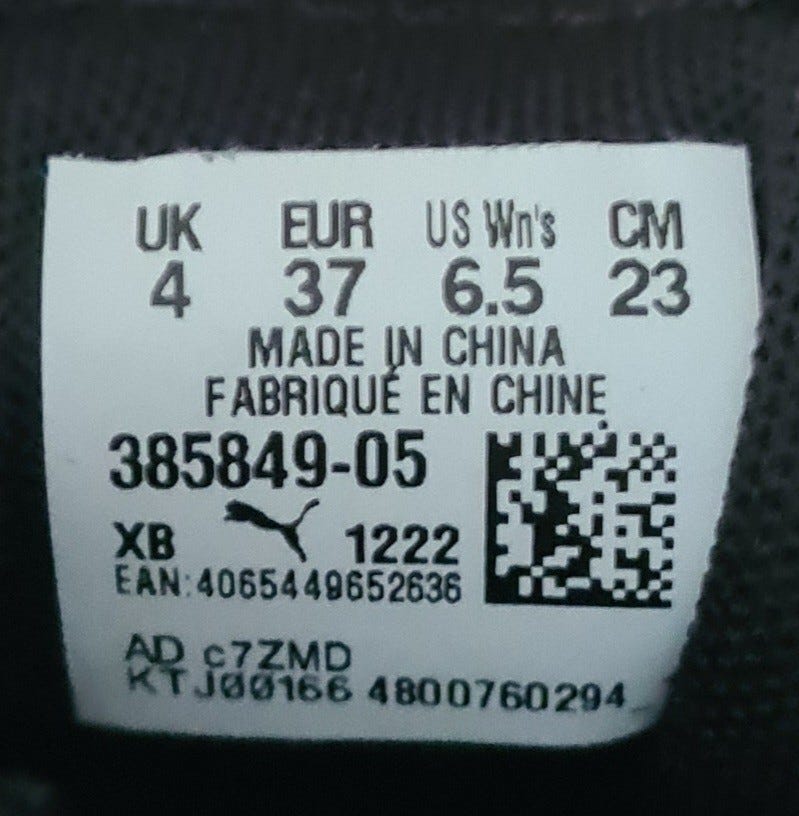 UK EUR US Wn's CM
4 37 6.5 23
MADE IN CHINA
FABRIQUÉ EN CHINE
385849-05
XB 1222
EAN:4065449652636
AD c7ZMD
KTJ00166 4800760294